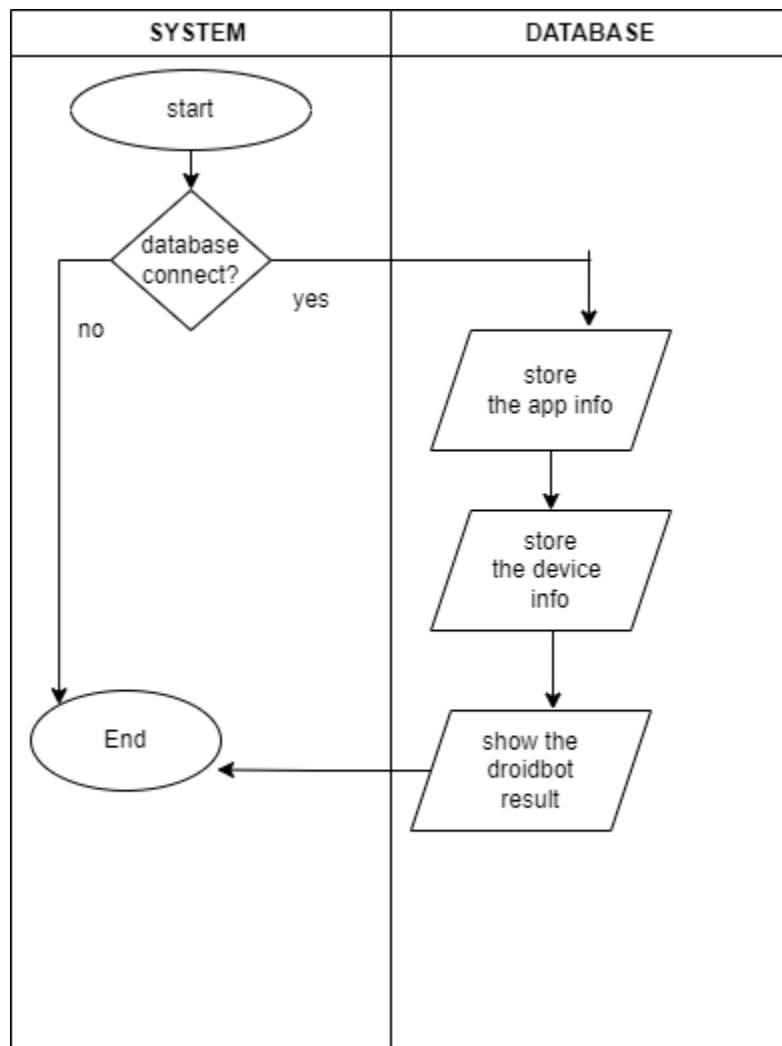 SYSTEM
DATABASE
start
database
connect?
yes
no
store
the app info
store
the device
info
End
show the
droidbot
result